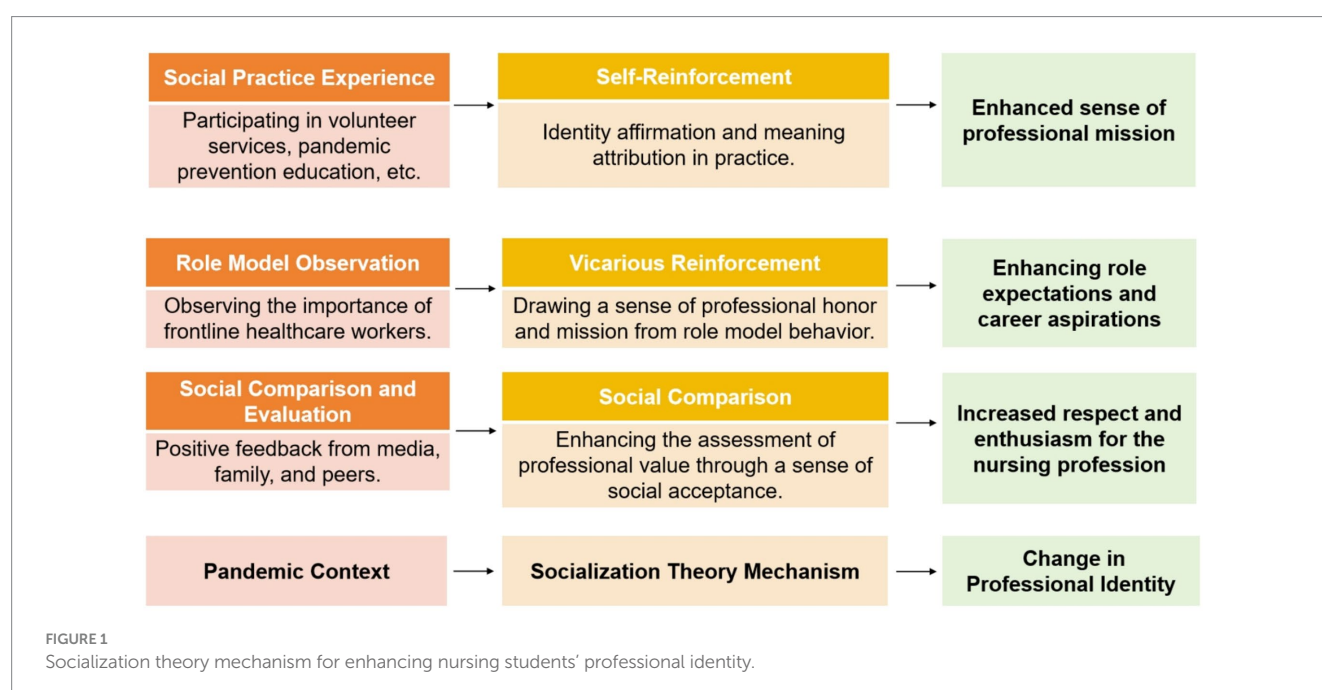 Social Practice Experience
Participating in volunteer
services, pandemic
prevention education, etc.
Self-Reinforcement
Identity affirmation and meaning
attribution in practice.
Enhanced sense of
professional mission
Role Model Observation
Observing the importance of
frontline healthcare workers.
Vicarious Reinforcement
Drawing a sense of professional honor
and mission from role model behavior.
Enhancing role
expectations and
career aspirations
Social Comparison and
Evaluation
Positive feedback from media,
family, and peers.
Social Comparison
Enhancing the assessment of
professional value through a sense of
social acceptance.
Increased respect and
enthusiasm for the
nursing profession
Pandemic Context
Socialization Theory Mechanism
Change in
Professional Identity
FIGURE 1
Socialization theory mechanism for enhancing nursing students' professional identity.